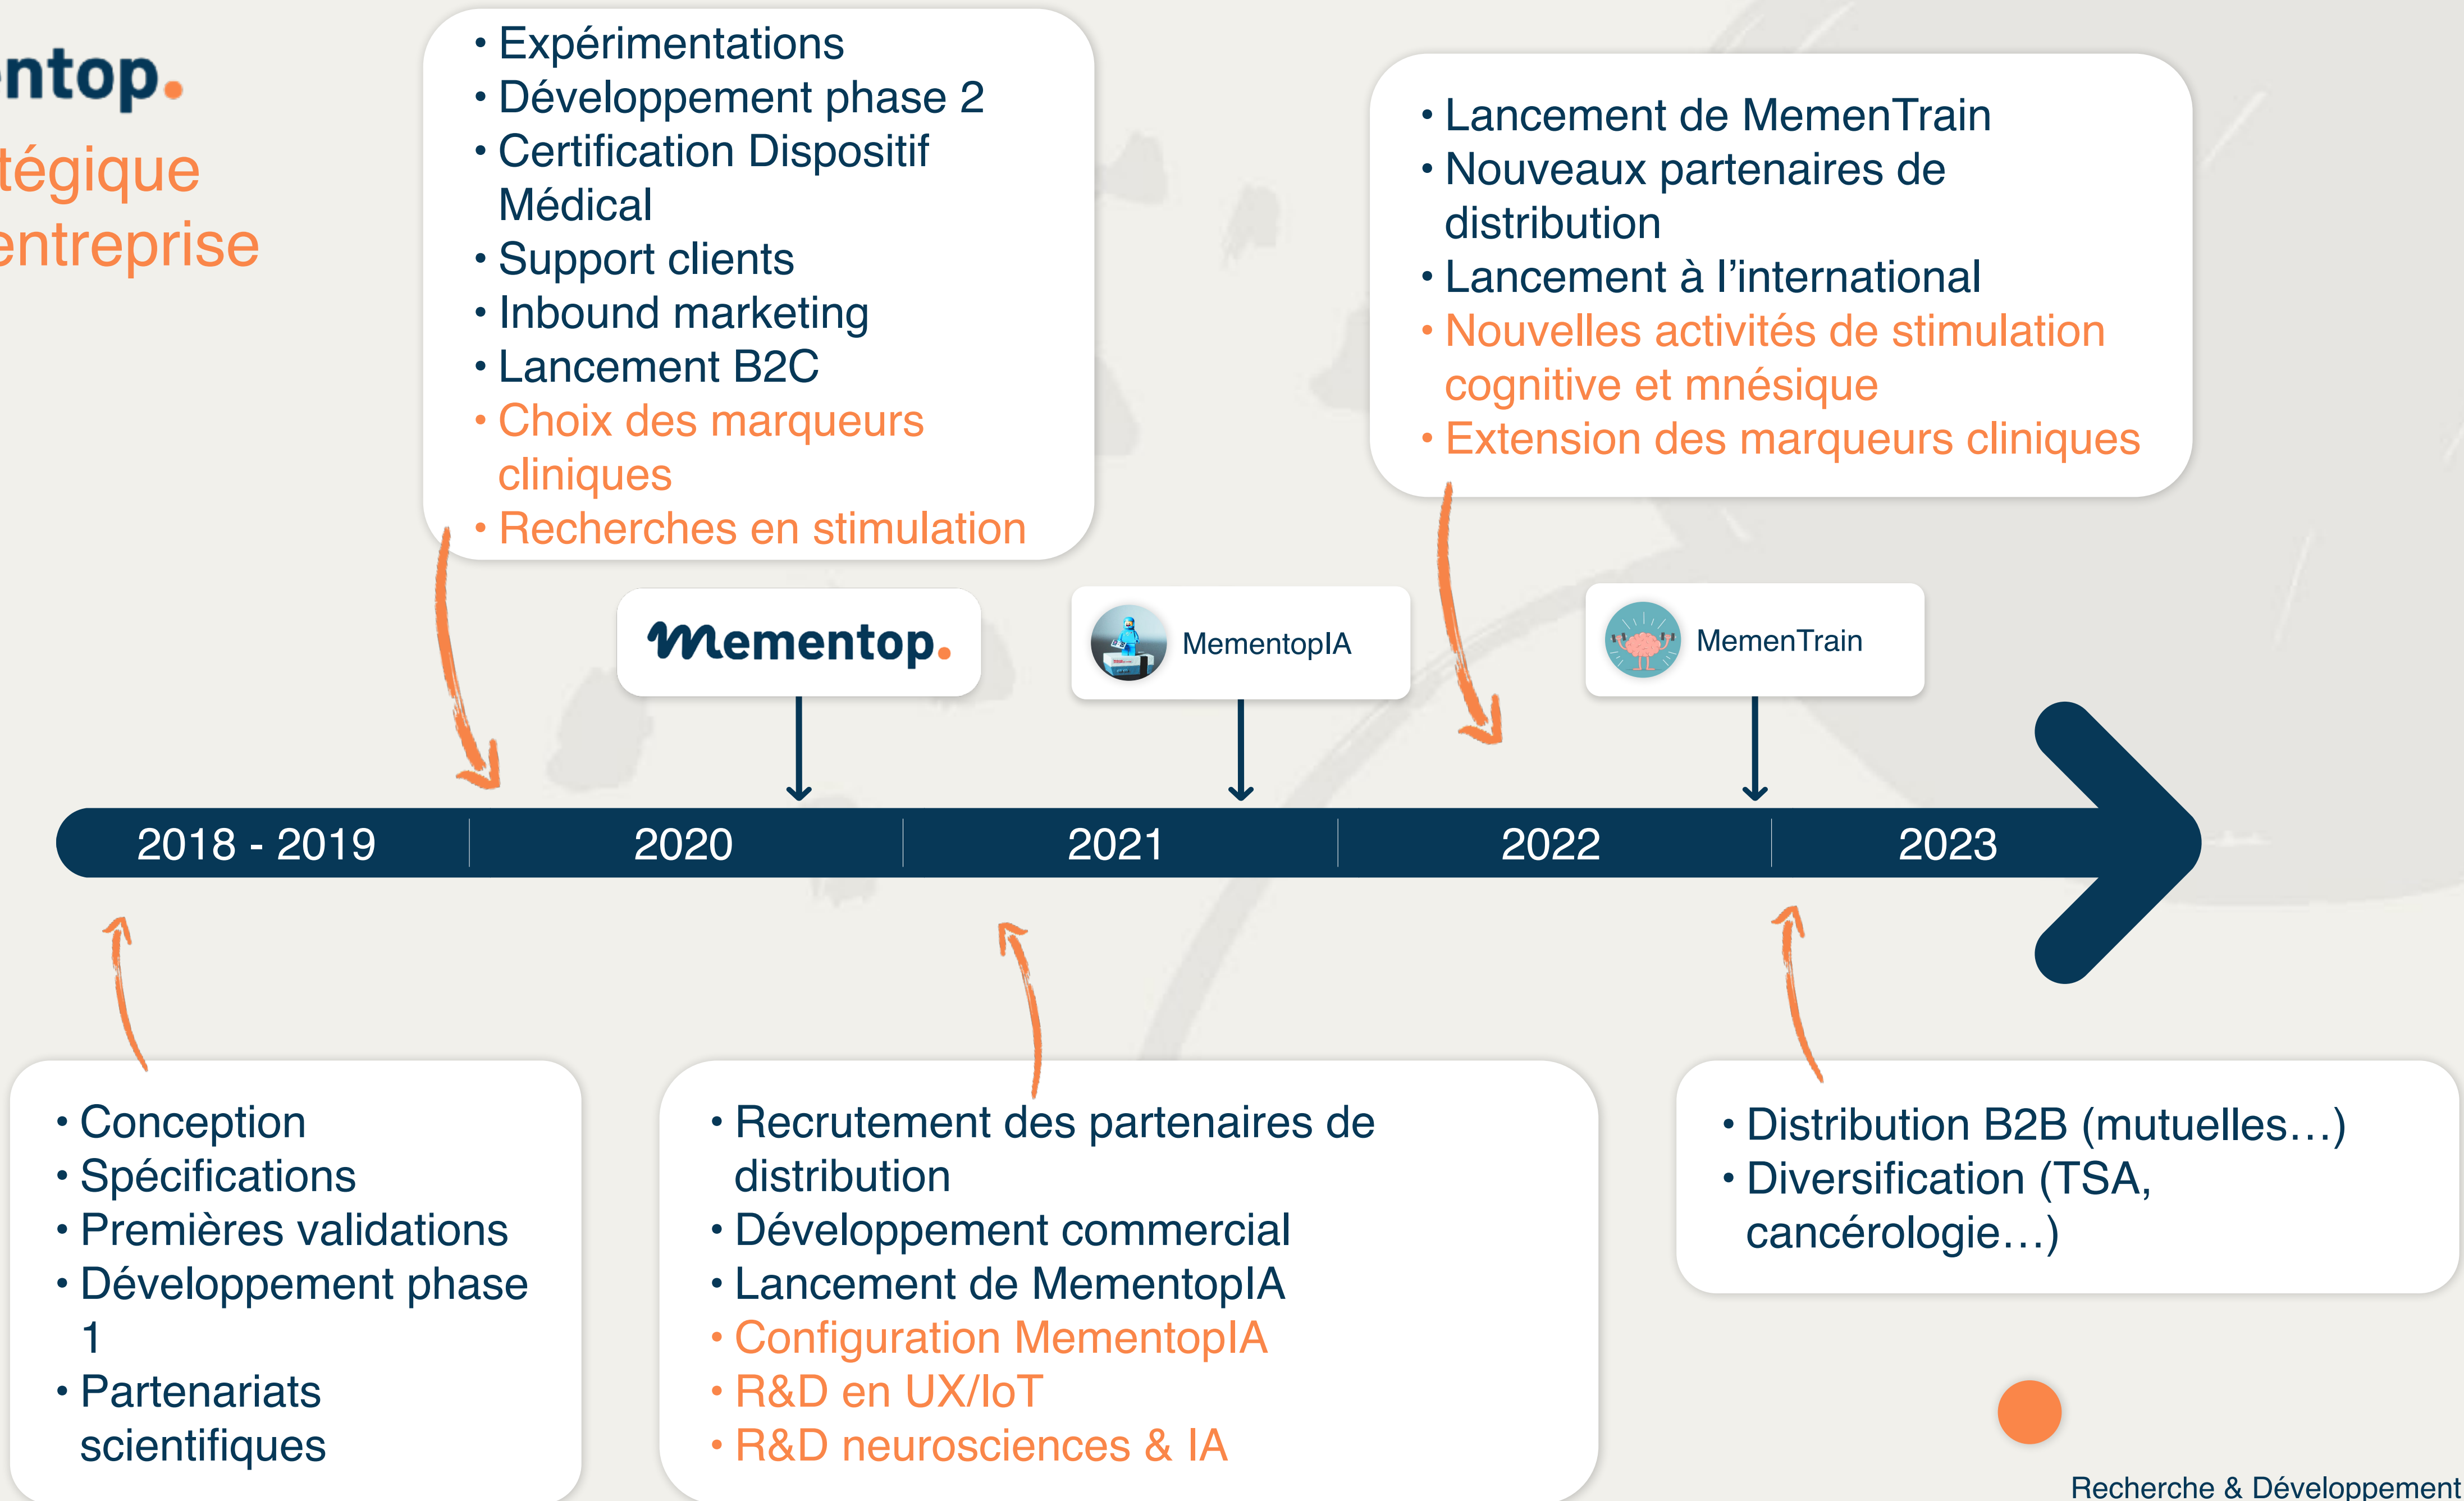 ntop.
tégique
entreprise
• Expérimentations
• Développement phase 2
• Certification Dispositif
Médical
• Support clients
• Inbound marketing
• Lancement B2C
• Choix des marqueurs
cliniques
• Recherches en stimulation
• Lancement de MemenTrain
• Nouveaux partenaires de
distribution
• Lancement à l’international
• Nouvelles activités de stimulation
cognitive et mnésique
• Extension des marqueurs cliniques
Mementop.
MementopIA
MemenTrain
2018 - 2019
2020
2021
2022
2023
• Conception
• Spécifications
• Premières validations
• Développement phase
1
• Partenariats
scientifiques
• Recrutement des partenaires de
distribution
• Développement commercial
• Lancement de MementopIA
• Configuration MementopIA
• R&D en UX/IoT
• R&D neurosciences & IA
• Distribution B2B (mutuelles…)
• Diversification (TSA,
cancérologie…)
Recherche & Développement